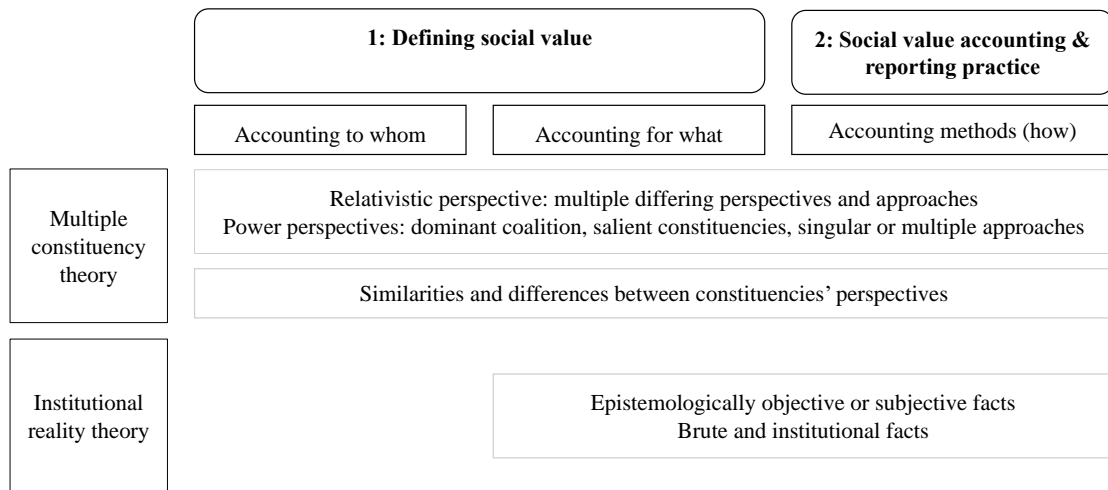 1: Defining social value
2: Social value accounting &
reporting practice
Accounting to whom
Accounting for what
Accounting methods (how)
Multiple
constituency
theory
Relativistic perspective: multiple differing perspectives and approaches
Power perspectives: dominant coalition, salient constituencies, singular or multiple approaches
Similarities and differences between constituencies’ perspectives
Institutional
reality theory
Epistemologically objective or subjective facts
Brute and institutional facts